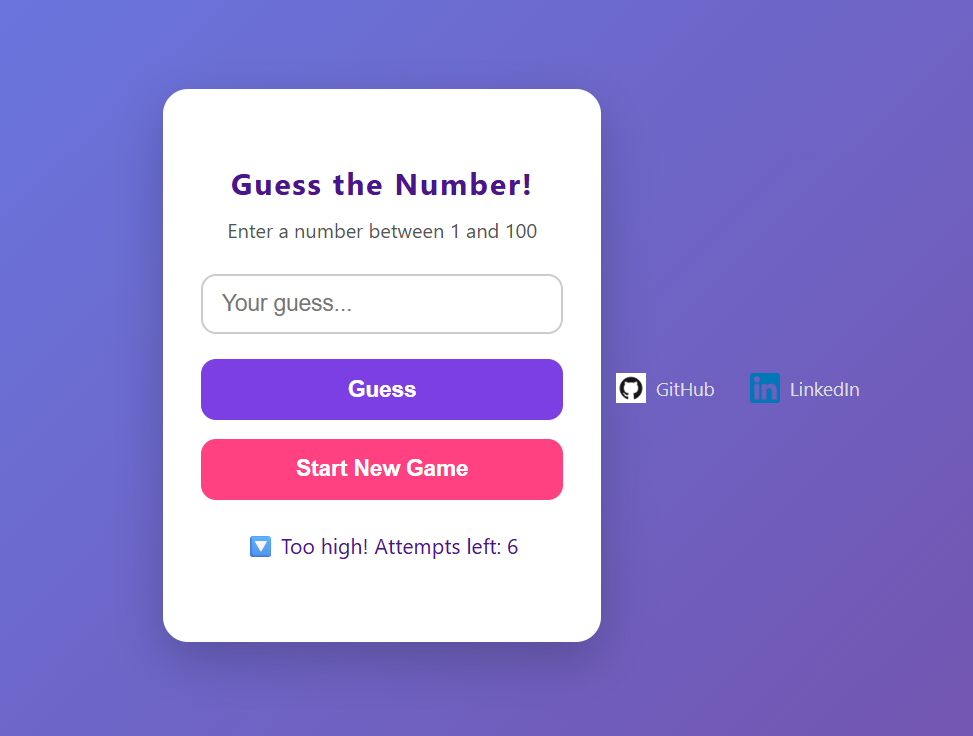 Guess the Number!
Enter a number between 1 and 100
Your guess...
Guess
GitHub
LinkedIn
Start New Game
🔽 Too high! Attempts left: 6